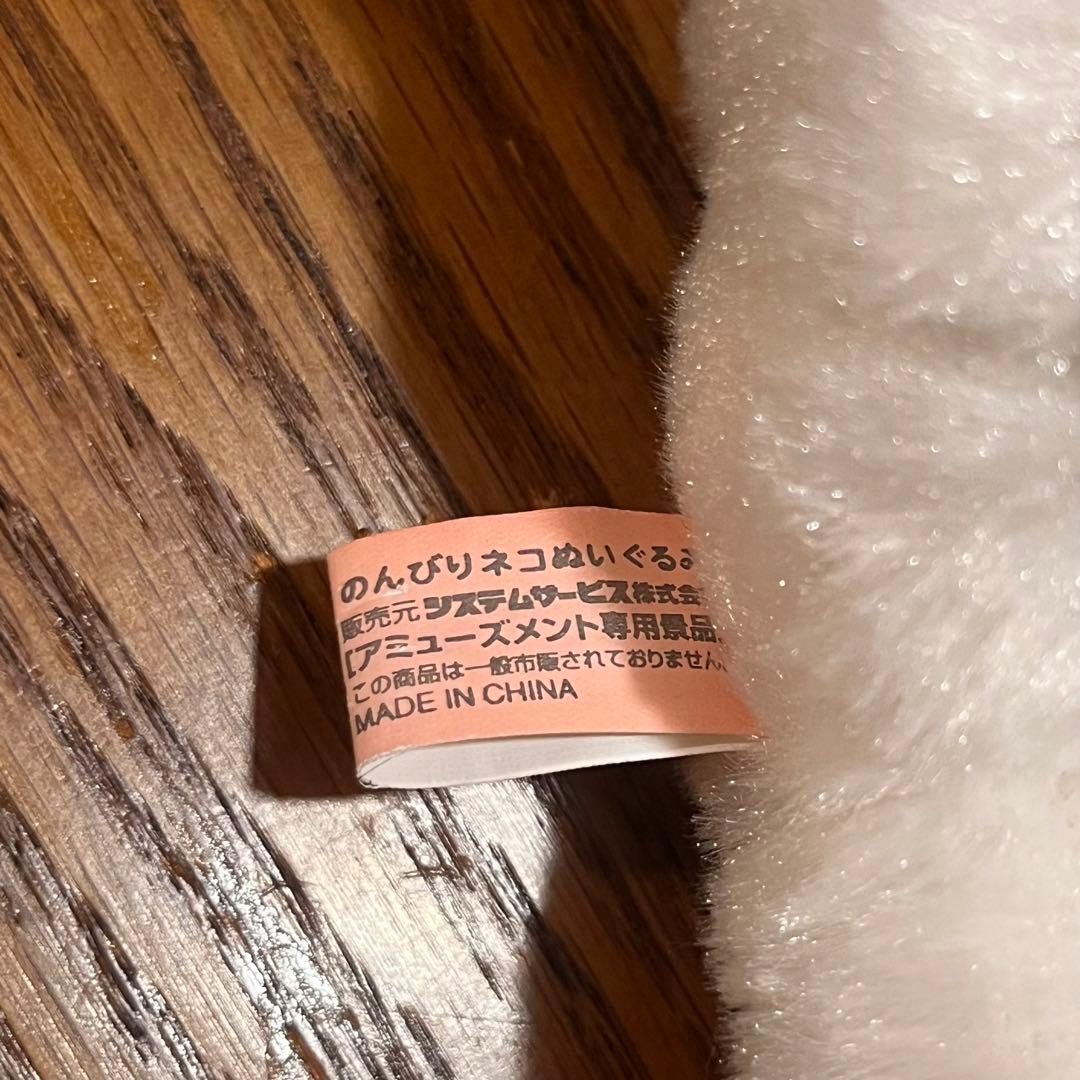 のんびりネコぬいぐるみ
販売元 システムサービス株式会
【アミューズメント専用景品
この商品は一般市販されておりません。
MADE IN CHINA